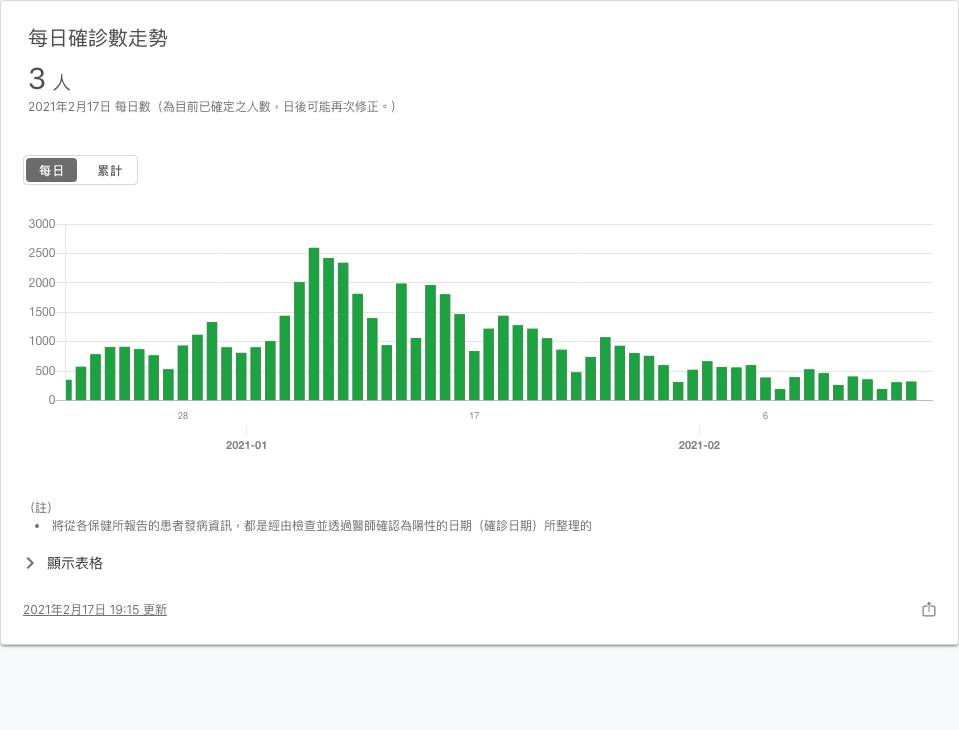 每日確診數走勢
3 人
2021年2月17日 每日數（為目前已確定之人數，日後可能再次修正。）
每日 累計
3000
2500
2000
1500
1000
500
0
28 17 6
2021-01 2021-02
（註）
• 將從各保健所報告的患者發病資訊，都是經由檢查並透過醫師確認為陽性的日期（確診日期）所整理的
顯示表格
2021年2月17日 19:15 更新